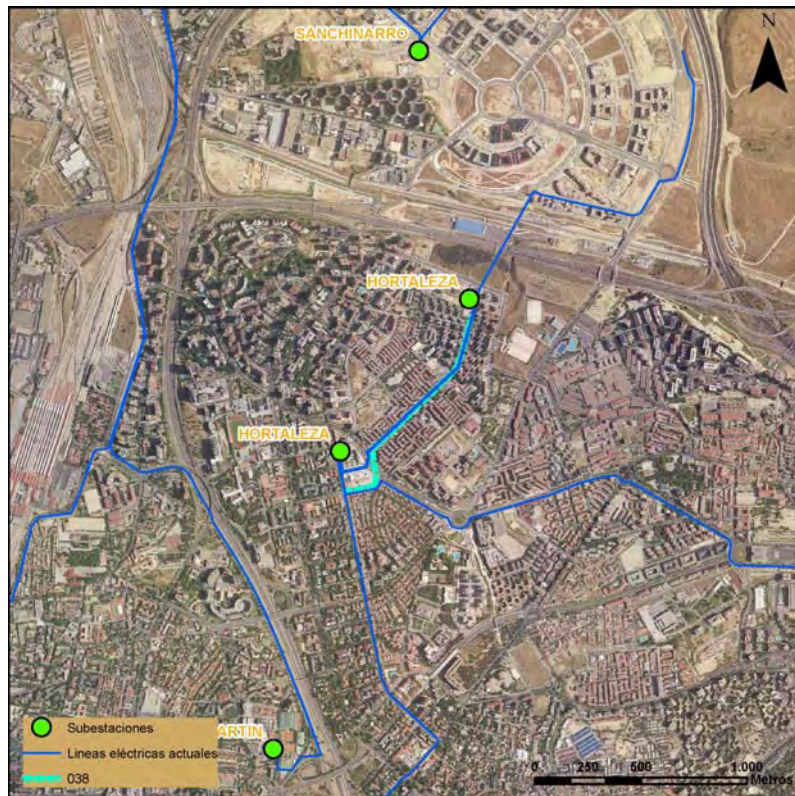 SANCHINARRO
N
HORTALEZA
HORTALEZA
ARTIN
Subestaciones
Lineas eléctricas actuales
038
0 250 500 1.000
Metros